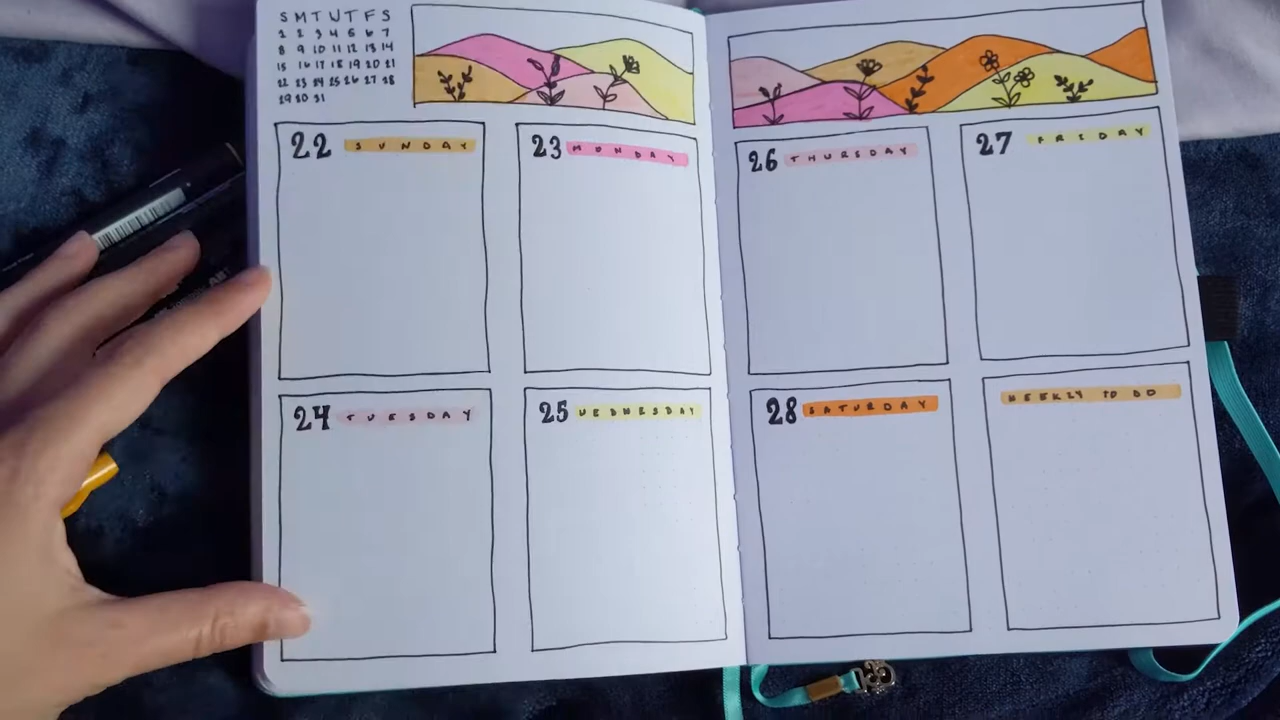 S M T W T F S
1 2 3 4 5 6 7
8 9 10 11 12 13 14
15 16 17 18 19 20 21
22 23 24 25 26 27 28
29 30 31
22 SUNDAY
23 MONDAY
24 TUESDAY
25 WEDNESDAY
26 THURSDAY
27 FRIDAY
28 SATURDAY
WEEKLY TO DO